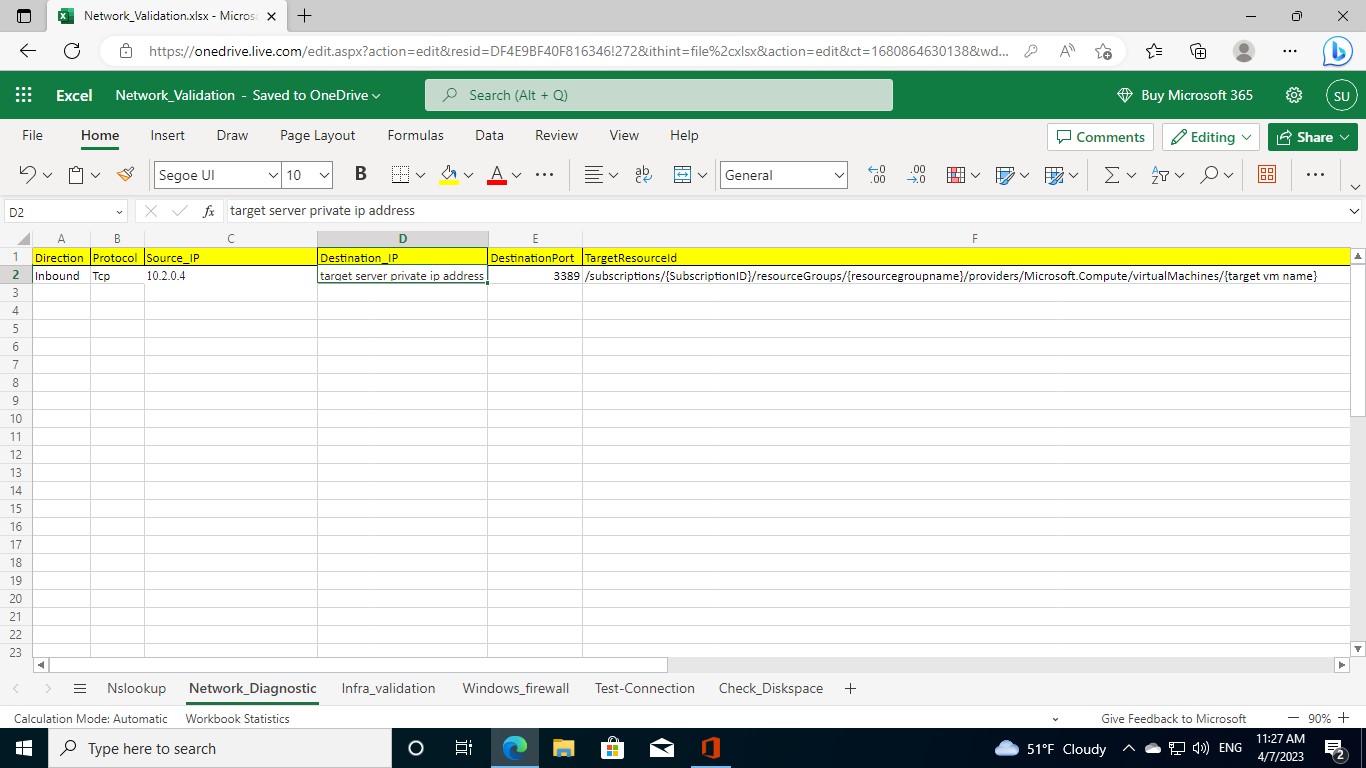 Network_Validation.xlsx - Micros
https://onedrive.live.com/edit.aspx?action=edit&resid=DF4E9BF40F816346!272&ithint=file%2cxlsx&action=edit&ct=1680864630138&wd...
Excel Network_Validation - Saved to OneDrive Search (Alt + Q) Buy Microsoft 365 SU
File Home Insert Draw Page Layout Formulas Data Review View Help Comments Editing Share
Segoe UI 10 B A ab General
D2 fx target server private ip address
A B C D E F
1 Direction Protocol Source_IP Destination_IP DestinationPort TargetResourceId
2 Inbound Tcp 10.2.0.4 target server private ip address 3389 /subscriptions/{SubscriptionID}/resourceGroups/{resourcegroupname}/providers/Microsoft.Compute/virtualMachines/{target vm name}
3
4
5
6
7
8
9
10
11
12
13
14
15
16
17
18
19
20
21
22
23
Nslookup Network_Diagnostic Infra_validation Windows_firewall Test-Connection Check_Diskspace
Calculation Mode: Automatic Workbook Statistics Give Feedback to Microsoft 90%
Type here to search 51°F Cloudy ENG 11:27 AM
4/7/2023 2